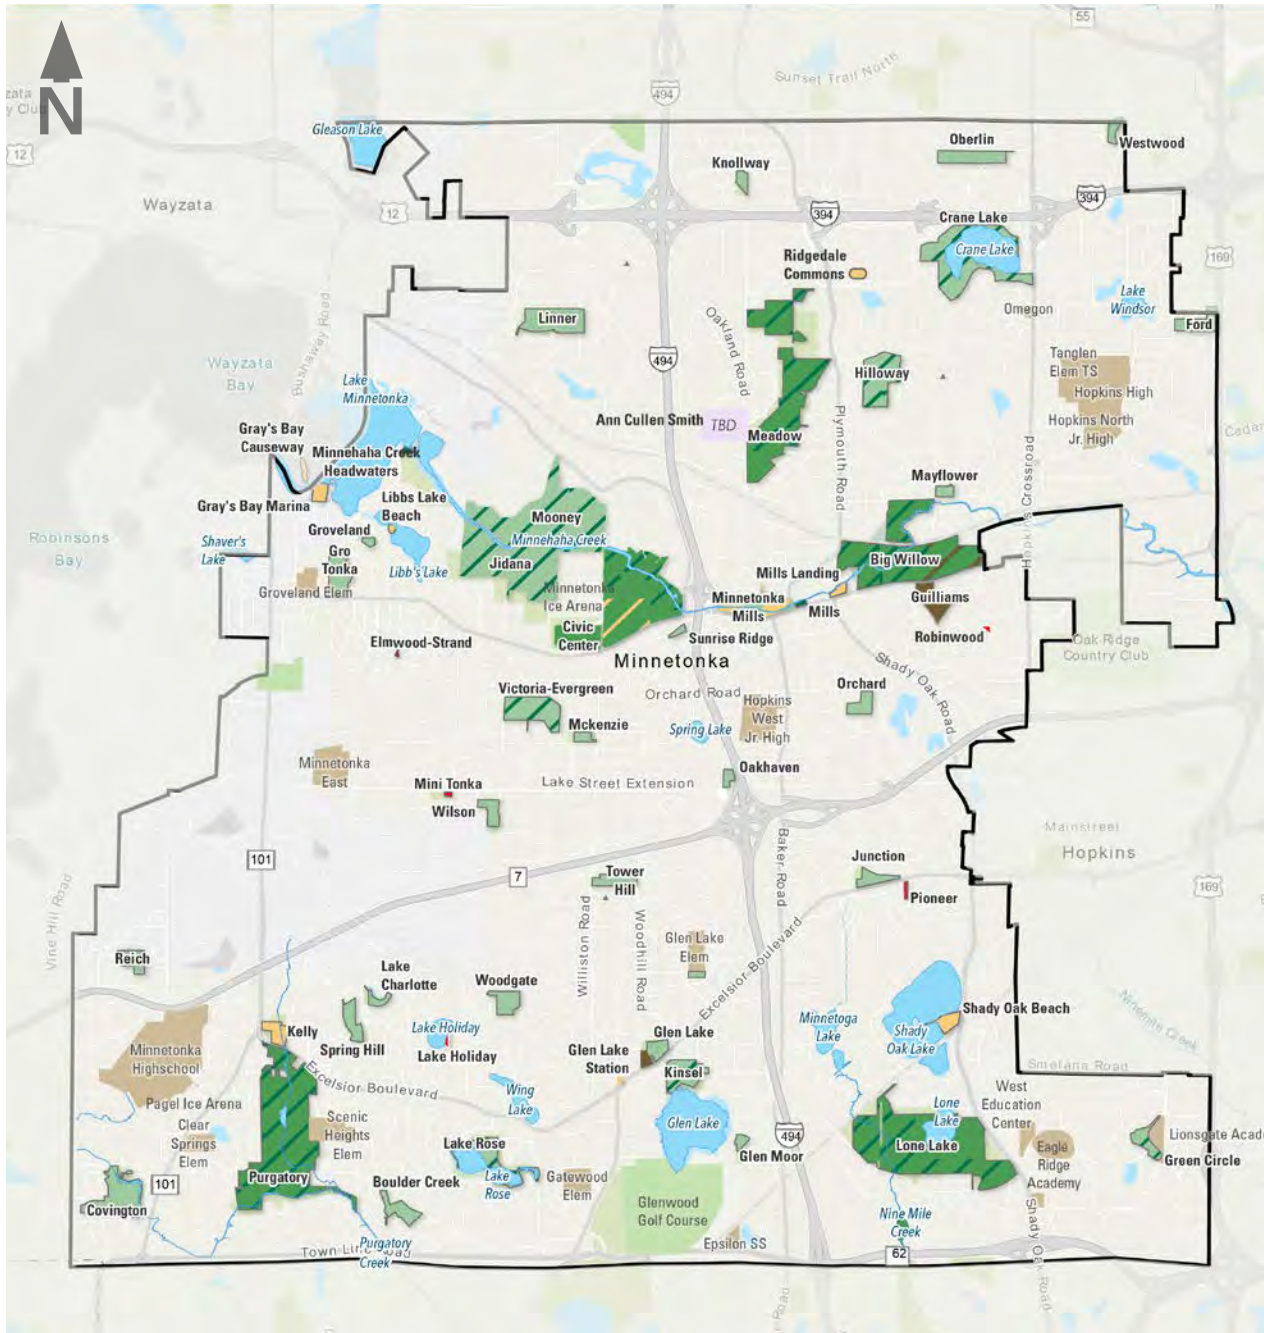 55
Sunset Trail North
494
zata
y Club
N
Gleason Lake
12
Oberlin
Westwood
Knollway
Wayzata
12
394
394
Crane Lake
Crane Lake
169
Ridgedale
Commons
Lake
Windsor
Omegon
Bushaway Road
Linner
Oakland Road
Ford
494
Wayzata
Bay
Tanglen
Elem TS
Hilloway
Lake
Minnetonka
Hopkins High
Ann Cullen Smith
TBD
Plymouth Road
Hopkins North
Jr. High
Gray's Bay
Causeway
Meadow
Cedar
Minnehaha Creek
Headwaters
Hopkins Crossroad
Mayflower
Gray's Bay Marina
Libbs Lake
Beach
Mooney
Groveland
Minnehaha Creek
Robinsons
Bay
Shaver's
Lake
Gro
Tonka
Libb's Lake
Jidana
Big Willow
Mills Landing
Groveland Elem
Minnetonka
Ice Arena
Minnetonka
Mills
Mills
Guilliams
Civic
Center
Sunrise Ridge
Robinwood
Elmwood-Strand
Oak Ridge
Country Club
Minnetonka
Shady Oak Road
Victoria-Evergreen
Orchard Road
Orchard
Mckenzie
Spring Lake
Hopkins
West
Jr. High
Minnetonka
East
Oakhaven
Mini Tonka
Lake Street Extension
Wilson
Mainstreet
Baker Road
Hopkins
101
Junction
7
Tower
Hill
169
Vine Hill Road
Pioneer
Williston Road
Woodhill Road
Glen Lake
Elem
Excelsior Boulevard
Reich
Lake
Charlotte
Woodgate
Shady Oak Beach
Minnetoga
Lake
Shady
Oak Lake
Ninemile Creek
Kelly
Lake Holiday
Spring Hill
Lake Holiday
Glen Lake
Glen Lake
Station
Minnetonka
Highschool
Kinsel
Smetana Road
Excelsior Boulevard
Wing
Lake
West
Education
Center
Pagel Ice Arena
Lone
Lake
Clear
Springs
Elem
Scenic
Heights
Elem
Glen Lake
494
Lionsgate Acad
Lake Rose
Lone Lake
Eagle
Ridge
Academy
Glen Moor
Green Circle
Purgatory
101
Boulder Creek
Lake
Rose
Gatewood
Elem
Covington
Glenwood
Golf Course
Nine Mile
Creek
Shady Oak Road
Purgatory
Creek
Town Line Road
Epsilon SS
62
r Road